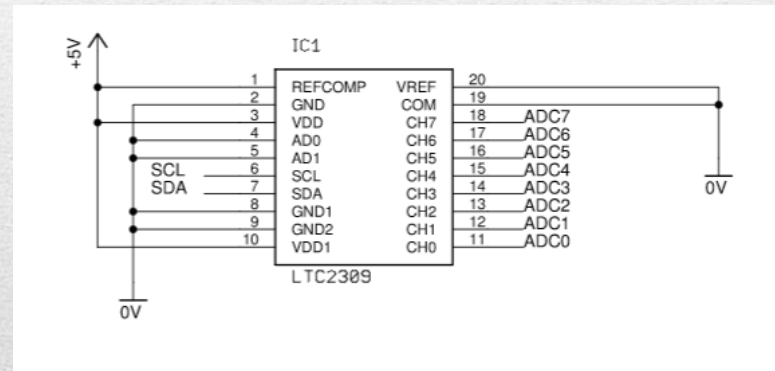 +5V
IC1
1 REFCOMP VREF 20
2 GND COM 19
3 VDD CH7 18 ADC7
4 AD0 CH6 17 ADC6
5 AD1 CH5 16 ADC5
SCL 6 SCL CH4 15 ADC4
SDA 7 SDA CH3 14 ADC3
8 GND1 CH2 13 ADC2
9 GND2 CH1 12 ADC1
10 VDD1 CH0 11 ADC0
LTC2309
0V
0V